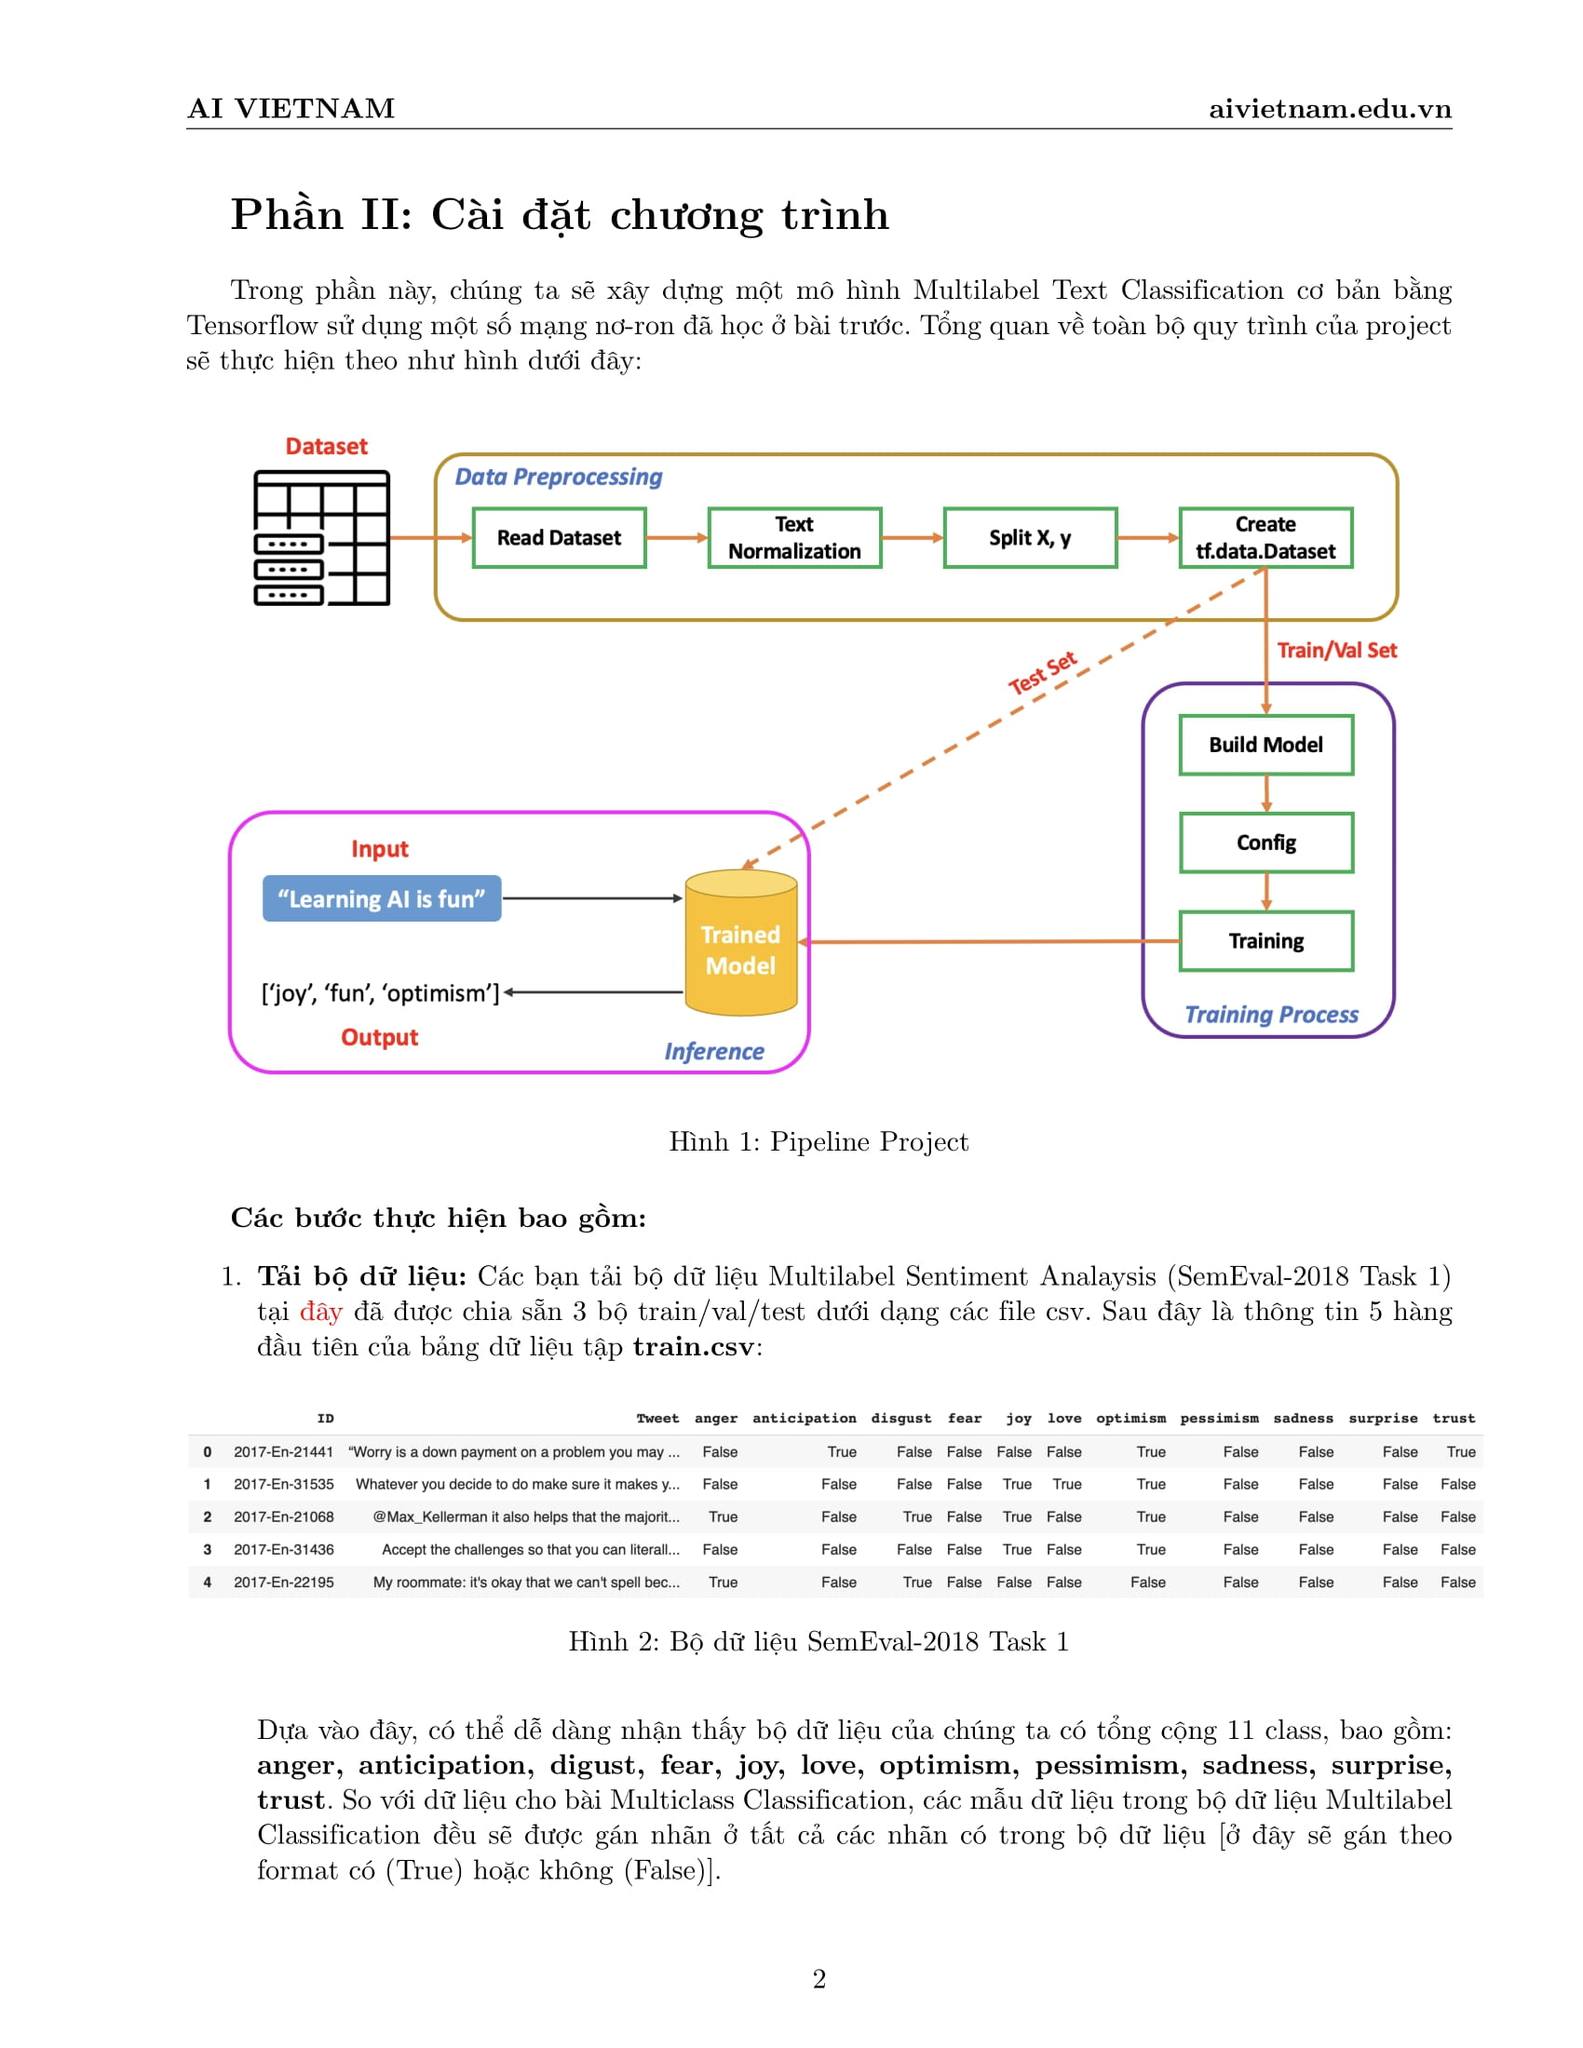 AI VIETNAM aivietnam.edu.vn
Phần II: Cài đặt chương trình
Trong phần này, chúng ta sẽ xây dựng một mô hình Multilabel Text Classification cơ bản bằng
Tensorflow sử dụng một số mạng nơ-ron đã học ở bài trước. Tổng quan về toàn bộ quy trình của project
sẽ thực hiện theo như hình dưới đây:
Dataset
Data Preprocessing
Read Dataset
Text
Normalization
Split X, y
Create
tf.data.Dataset
Test Set
Train/Val Set
Build Model
Config
Training
Training Process
Input
“Learning AI is fun”
Trained
Model
[‘joy’, ‘fun’, ‘optimism’]
Output
Inference
Hình 1: Pipeline Project
Các bước thực hiện bao gồm:
1. Tải bộ dữ liệu: Các bạn tải bộ dữ liệu Multilabel Sentiment Analaysis (SemEval-2018 Task 1)
tại đây đã được chia sẵn 3 bộ train/val/test dưới dạng các file csv. Sau đây là thông tin 5 hàng
đầu tiên của bảng dữ liệu tập train.csv:
ID Tweet anger anticipation disgust fear joy love optimism pessimism sadness surprise trust
0 2017-En-21441 “Worry is a down payment on a problem you may ... False True False False False False True False False False True
1 2017-En-31535 Whatever you decide to do make sure it makes y... False False False False True True True False False False False
2 2017-En-21068 @Max_Kellerman it also helps that the majorit... True False True False True False True False False False False
3 2017-En-31436 Accept the challenges so that you can literall... False False False False True False True False False False False
4 2017-En-22195 My roommate: it's okay that we can't spell bec... True False True False False False False False False False False
Hình 2: Bộ dữ liệu SemEval-2018 Task 1
Dựa vào đây, có thể dễ dàng nhận thấy bộ dữ liệu của chúng ta có tổng cộng 11 class, bao gồm:
anger, anticipation, digust, fear, joy, love, optimism, pessimism, sadness, surprise,
trust. So với dữ liệu cho bài Multiclass Classification, các mẫu dữ liệu trong bộ dữ liệu Multilabel
Classification đều sẽ được gán nhãn ở tất cả các nhãn có trong bộ dữ liệu [ở đây sẽ gán theo
format có (True) hoặc không (False)].
2